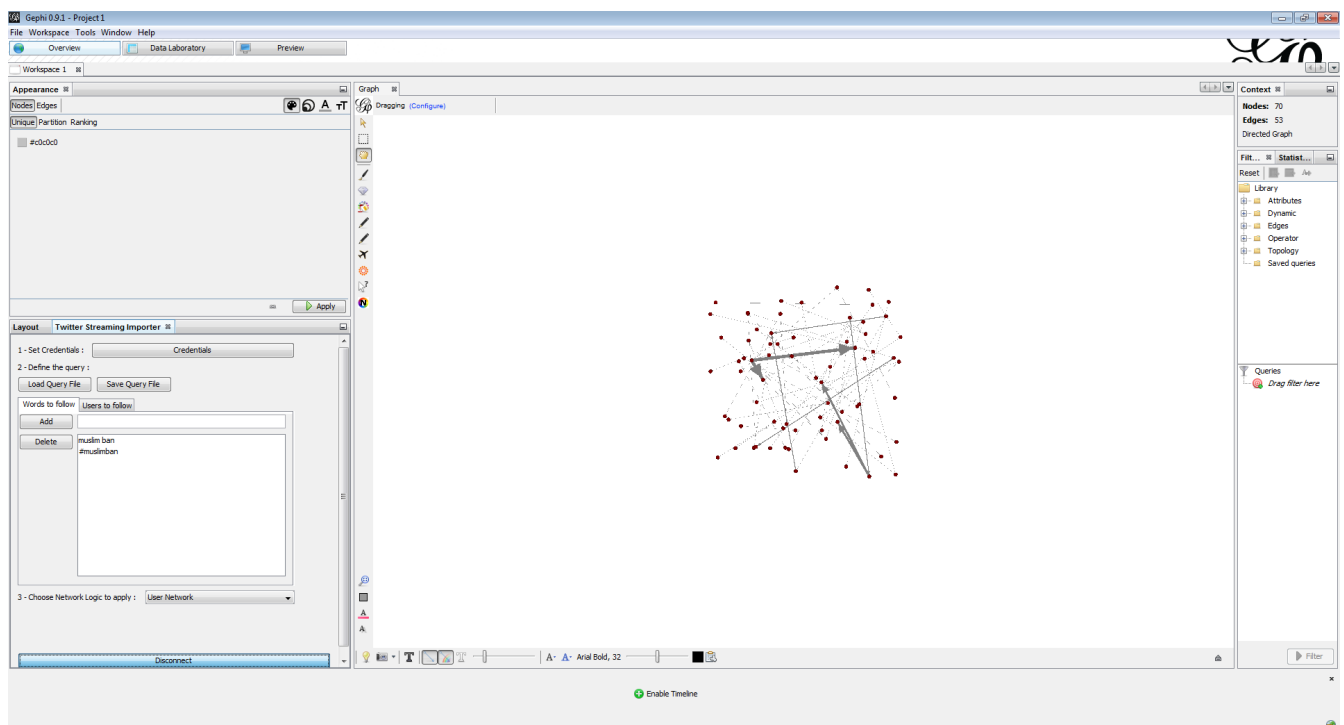 Gephi 0.9.1 - Project 1
File Workspace Tools Window Help
Overview Data Laboratory Preview
Workspace 1
Appearance
Nodes Edges
Unique Partition Ranking
#c0c0c0
Apply
Layout Twitter Streaming Importer
1 - Set Credentials : Credentials
2 - Define the query :
Load Query File Save Query File
Words to follow Users to follow
Add
Delete
muslim ban
#muslimban
3 - Choose Network Logic to apply : User Network
Disconnect
Graph
Dragging (Configure)
A- A- Arial Bold, 32
Context
Nodes: 70
Edges: 53
Directed Graph
Filt... Statist...
Reset
Library
Attributes
Dynamic
Edges
Operator
Topology
Saved queries
Queries
Drag filter here
Filter
Enable Timeline